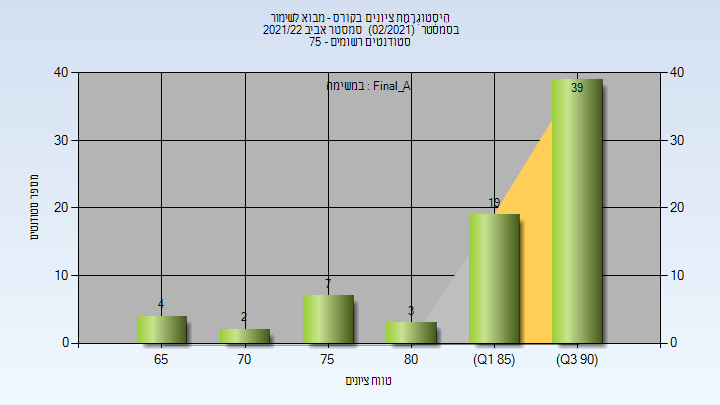 הִיסְטוֹגְרַמַת ציונים בקורס - מבוא לשימור
בסמסטר (02/2021) סמסטר אביב 2021/22
סטודנטים רשומים - 75
במשימה : Final_A
מספר סטודנטים
40 40
30 30
20 20
10 10
0 0
4 2 7 3 19 39
65 70 75 80 (Q1 85) (Q3 90)
טווח ציונים